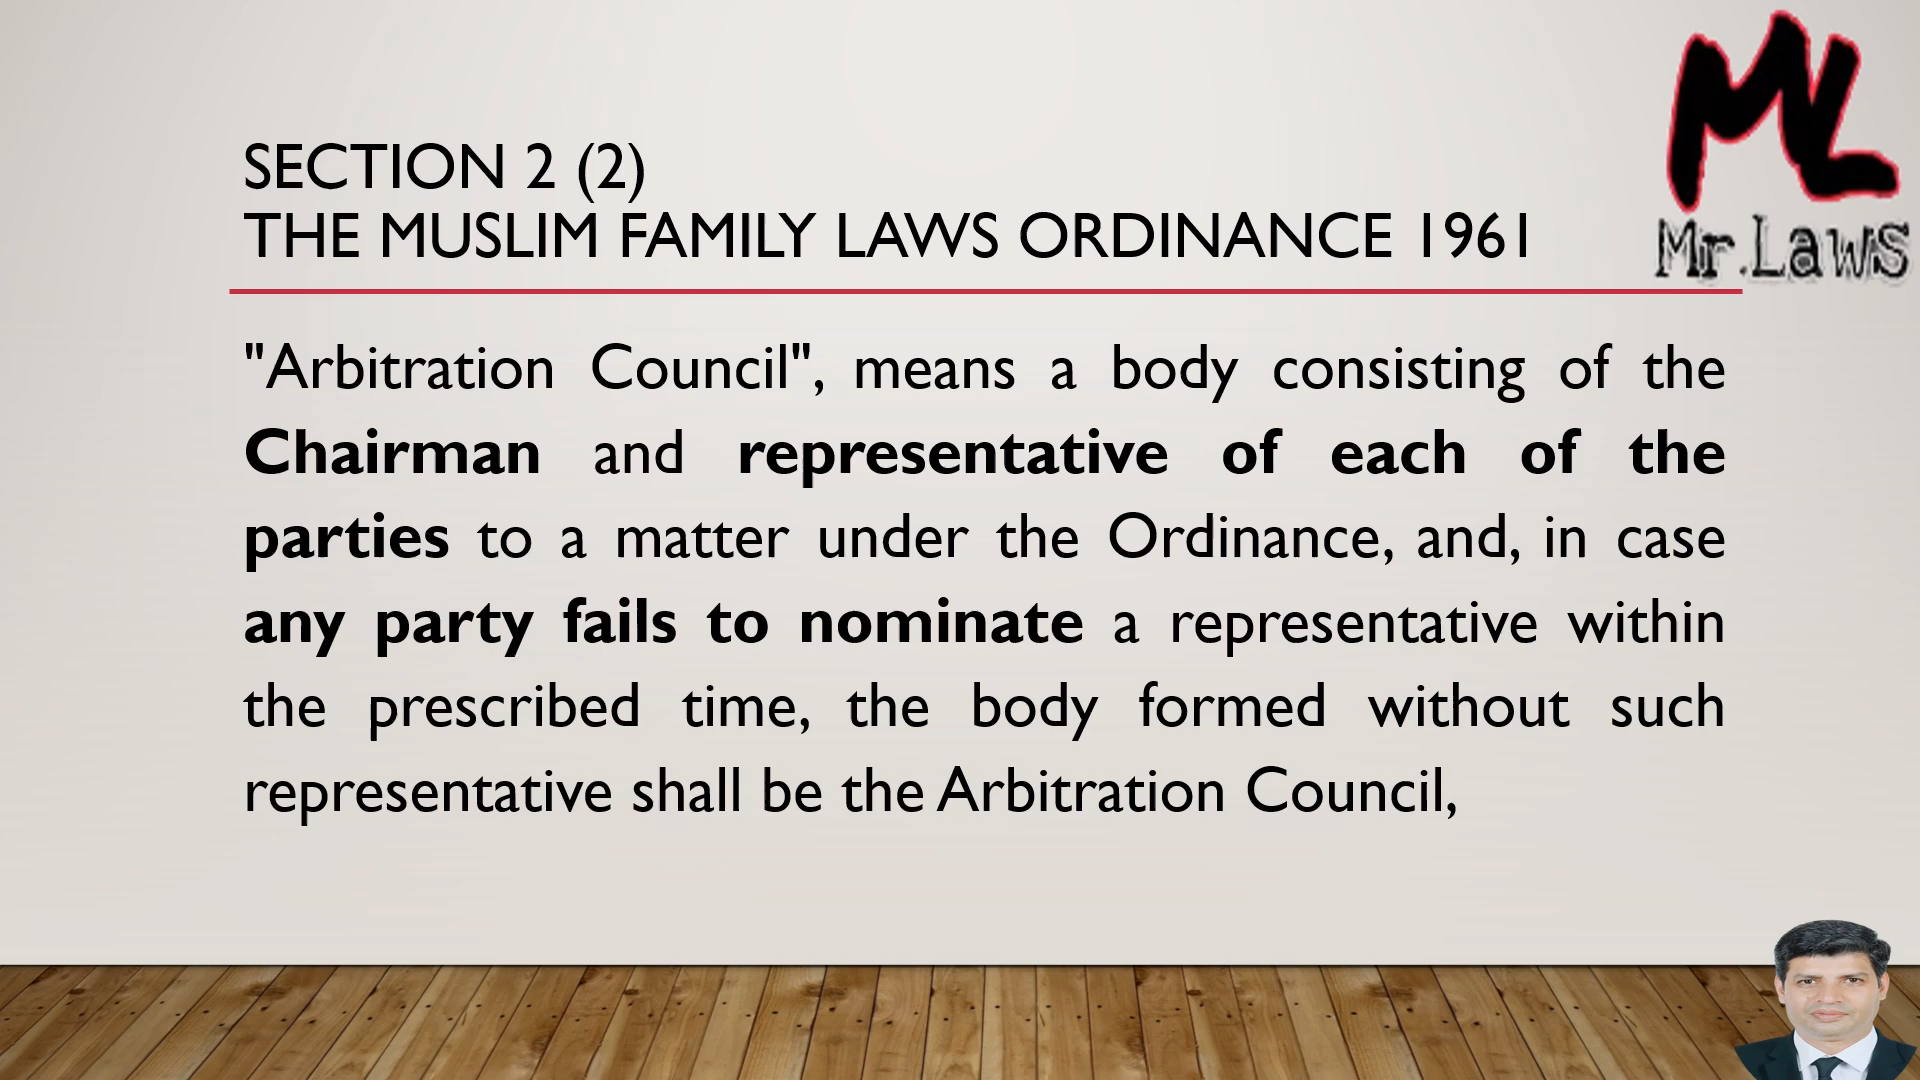 SECTION 2 (2)
THE MUSLIM FAMILY LAWS ORDINANCE 1961
ML
Mr.Laws
"Arbitration Council", means a body consisting of the
Chairman and representative of each of the
parties to a matter under the Ordinance, and, in case
any party fails to nominate a representative within
the prescribed time, the body formed without such
representative shall be the Arbitration Council,